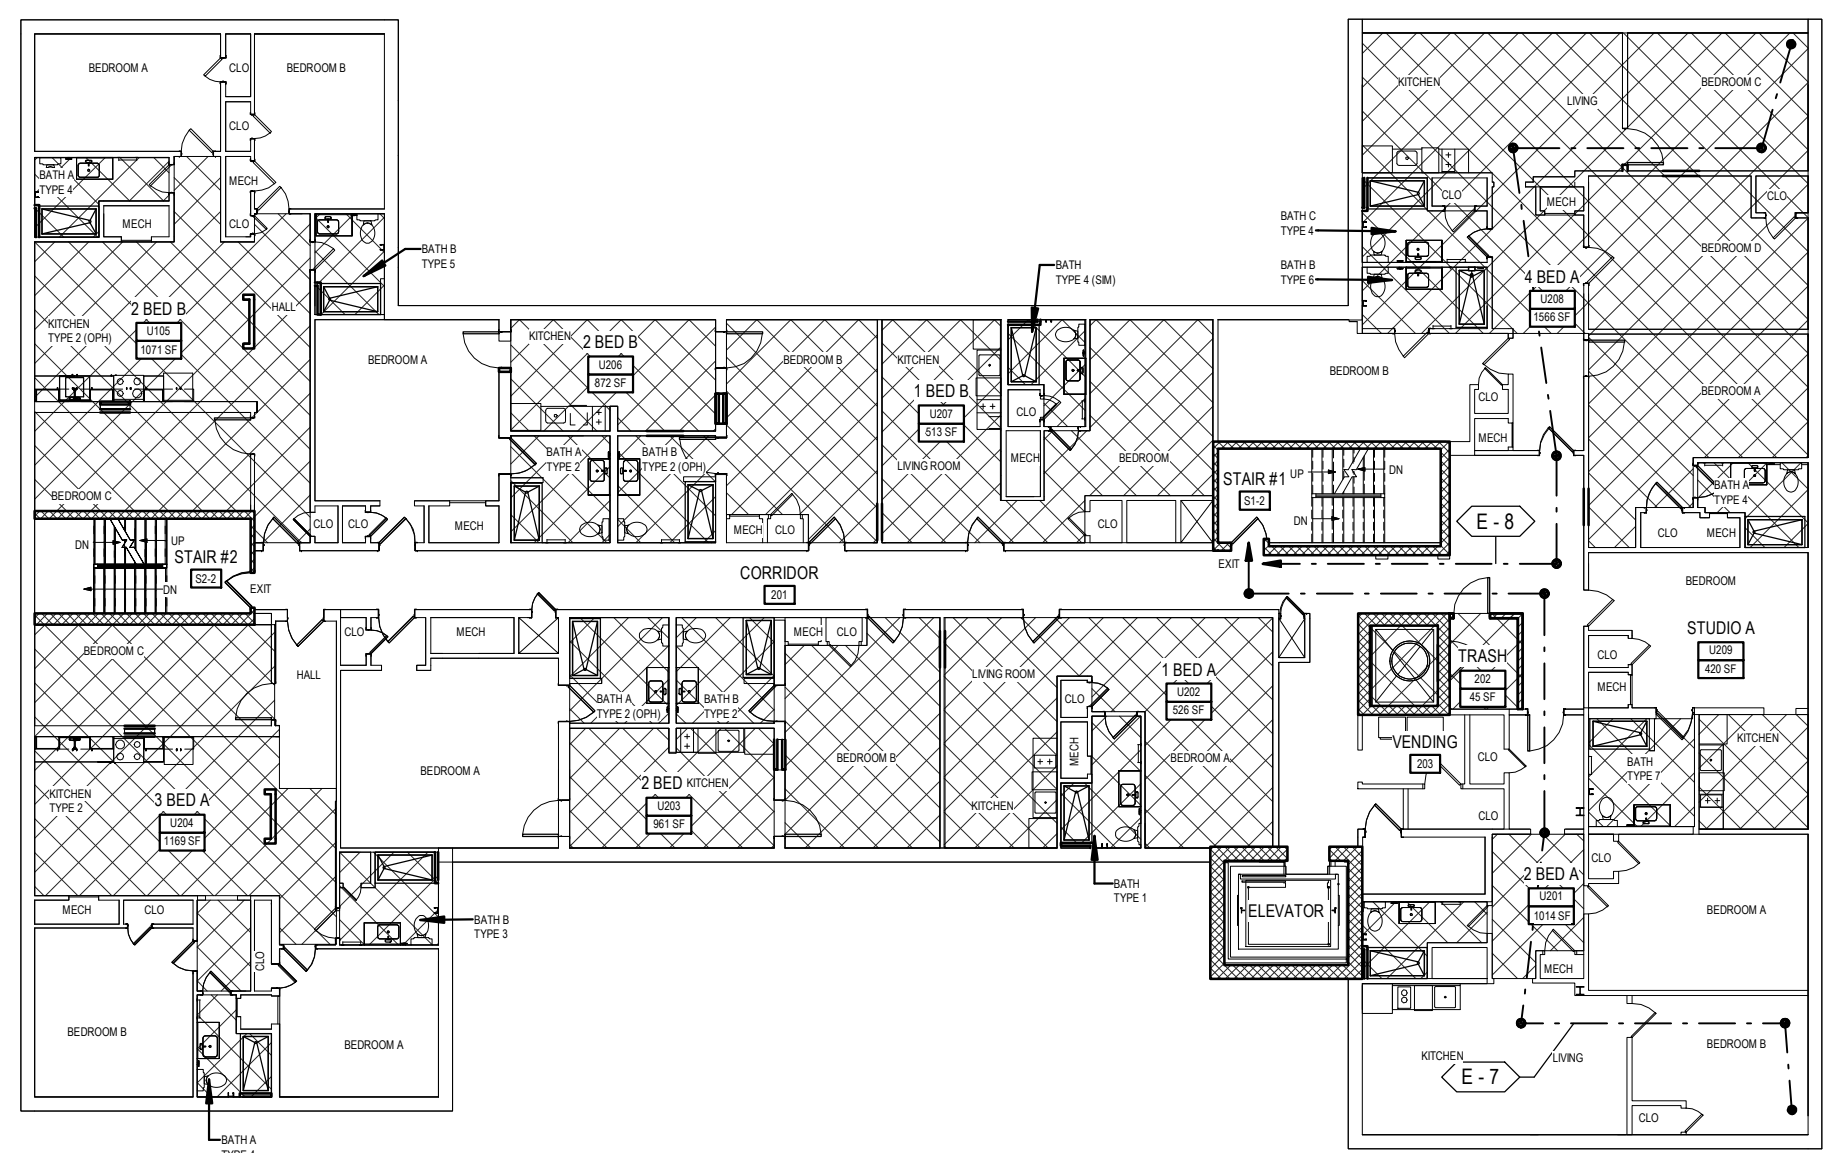 BEDROOM A
CLO
BEDROOM B
CLO
BATH A
TYPE 4
MECH
MECH
CLO
BATH B
TYPE 5
HALL
2 BED B
U105
1071 SF
KITCHEN
TYPE 2 (OPH)
BEDROOM C
STAIR #2
S2-2
DN
UP
DN
EXIT
BEDROOM A
CLO
CLO
MECH
KITCHEN
2 BED B
U206
872 SF
BATH A
TYPE 2
BATH B
TYPE 2 (OPH)
BEDROOM B
MECH
CLO
KITCHEN
1 BED B
U207
513 SF
LIVING ROOM
BATH
TYPE 4 (SIM)
CLO
MECH
BEDROOM
CLO
STAIR #1
S1-2
UP
DN
DN
EXIT
KITCHEN
LIVING
BEDROOM C
CLO
MECH
CLO
BEDROOM D
BATH C
TYPE 4
BATH B
TYPE 6
4 BED A
U208
1566 SF
BEDROOM B
CLO
MECH
BEDROOM A
BATH A
TYPE 4
CLO
MECH
E - 8
CORRIDOR
201
BEDROOM
STUDIO A
U209
420 SF
CLO
MECH
BATH
TYPE 7
KITCHEN
TRASH
202
45 SF
VENDING
203
CLO
CLO
BEDROOM C
HALL
CLO
MECH
KITCHEN
TYPE 2
3 BED A
U204
1169 SF
BEDROOM A
BATH A
TYPE 2 (OPH)
BATH B
TYPE 2
MECH
CLO
2 BED
KITCHEN
U203
961 SF
BEDROOM B
LIVING ROOM
1 BED A
U202
526 SF
CLO
MECH
KITCHEN
BEDROOM A
BATH
TYPE 1
ELEVATOR
2 BED A
U201
1014 SF
CLO
BEDROOM A
MECH
MECH
CLO
BATH B
TYPE 3
CLO
BEDROOM B
BEDROOM A
BATH A
TYPE 4
KITCHEN
LIVING
E - 7
BEDROOM B
CLO